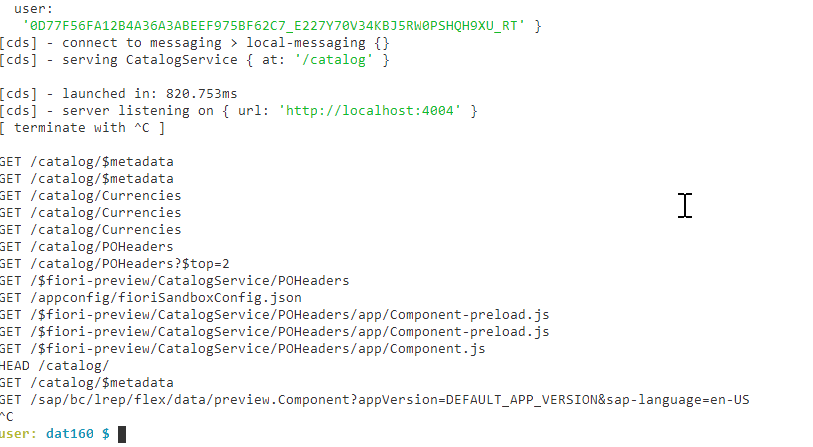 user:
'0D77F56FA12B4A36A3ABEEF975BF62C7_E227Y70V34KBJ5RW0PSHQH9XU_RT' }
[cds] - connect to messaging > local-messaging {}
[cds] - serving CatalogService { at: '/catalog' }
[cds] - launched in: 820.753ms
[cds] - server listening on { url: 'http://localhost:4004' }
[ terminate with ^C ]
GET /catalog/$metadata
GET /catalog/$metadata
GET /catalog/Currencies
GET /catalog/Currencies
GET /catalog/Currencies
GET /catalog/POHeaders
GET /catalog/POHeaders?$top=2
GET /$fiori-preview/CatalogService/POHeaders
GET /appconfig/fioriSandboxConfig.json
GET /$fiori-preview/CatalogService/POHeaders/app/Component-preload.js
GET /$fiori-preview/CatalogService/POHeaders/app/Component-preload.js
GET /$fiori-preview/CatalogService/POHeaders/app/Component.js
HEAD /catalog/
GET /catalog/$metadata
GET /sap/bc/lrep/flex/data/preview.Component?appVersion=DEFAULT_APP_VERSION&sap-language=en-US
^C
user: dat160 $